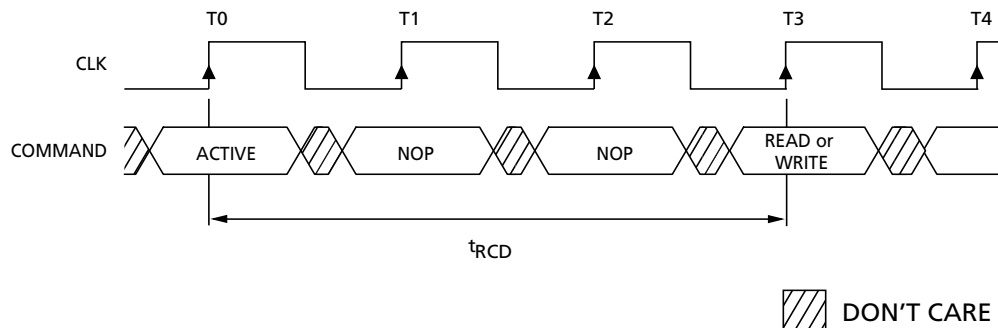 T0 T1 T2 T3 T4
CLK
COMMAND ACTIVE NOP NOP READ or
WRITE
tRCD
DON'T CARE